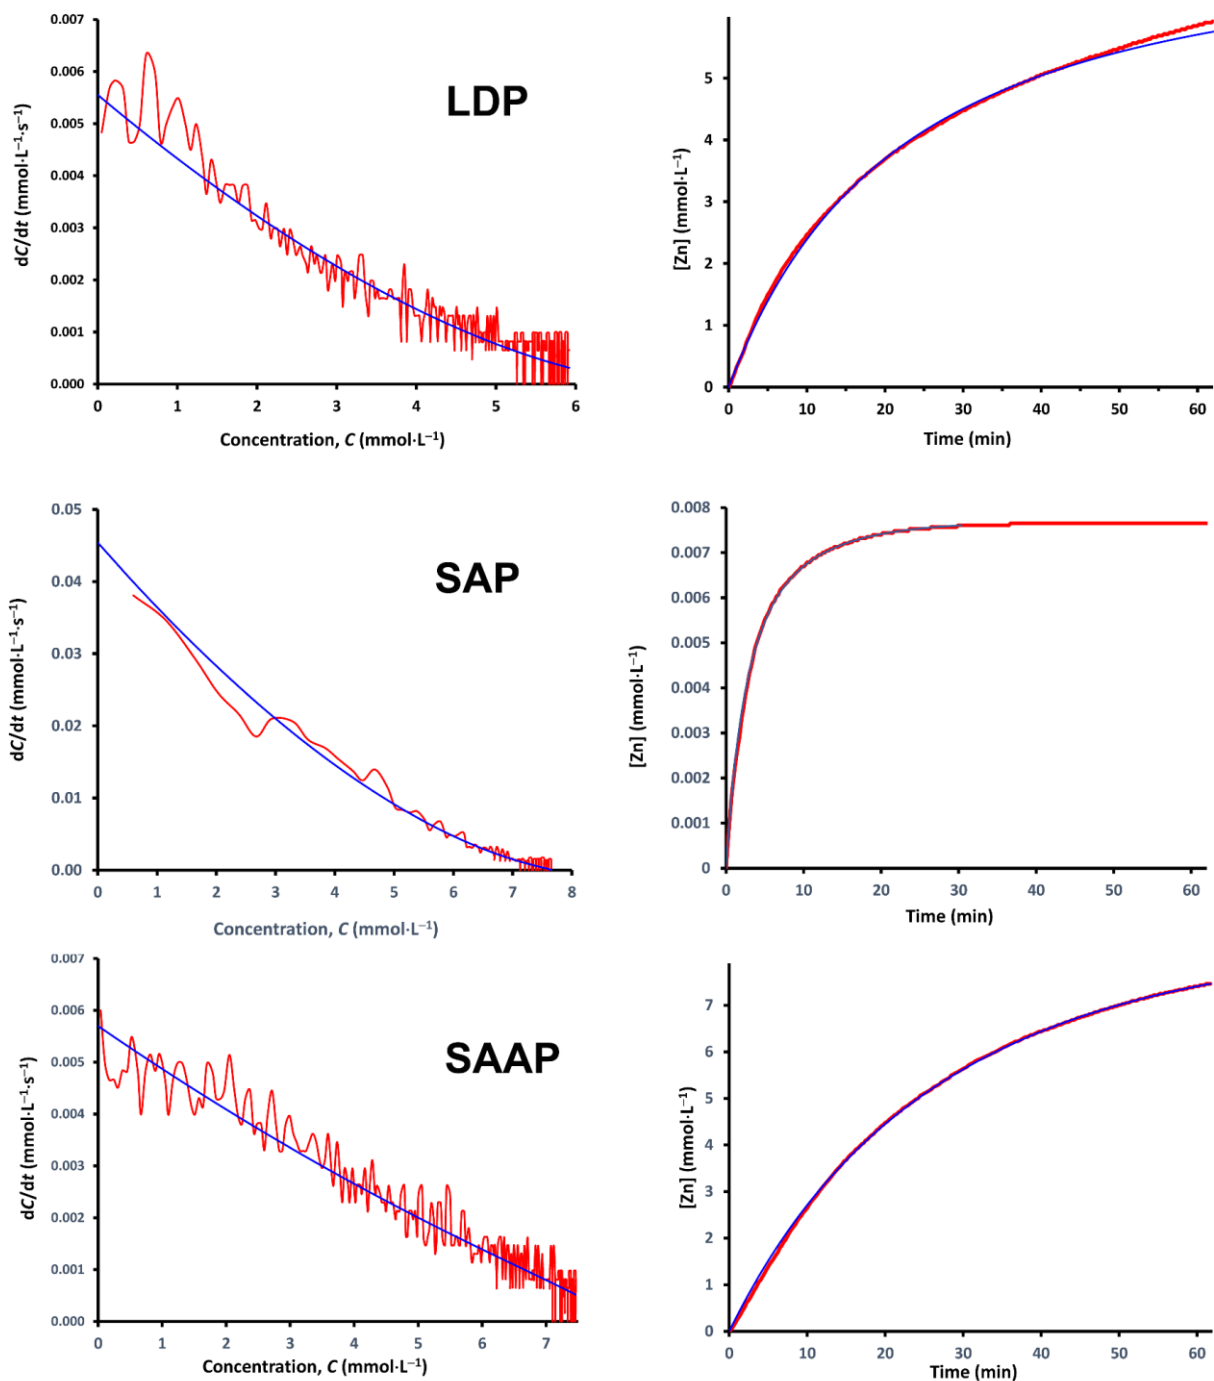 0.007
0.006
0.005
0.004
0.003
0.002
0.001
0.000
dC/dt (mmol·L⁻¹·s⁻¹)
LDP
0 1 2 3 4 5 6
Concentration, C (mmol·L⁻¹)
5
4
3
2
1
0
[Zn] (mmol·L⁻¹)
0 10 20 30 40 50 60
Time (min)
0.05
0.04
0.03
0.02
0.01
0.00
dC/dt (mmol·L⁻¹·s⁻¹)
SAP
0 1 2 3 4 5 6 7 8
Concentration, C (mmol·L⁻¹)
0.008
0.007
0.006
0.005
0.004
0.003
0.002
0.001
0
[Zn] (mmol·L⁻¹)
0 10 20 30 40 50 60
Time (min)
0.007
0.006
0.005
0.004
0.003
0.002
0.001
0.000
dC/dt (mmol·L⁻¹·s⁻¹)
SAAP
0 1 2 3 4 5 6 7
Concentration, C (mmol·L⁻¹)
7
6
5
4
3
2
1
0
[Zn] (mmol·L⁻¹)
0 10 20 30 40 50 60
Time (min)